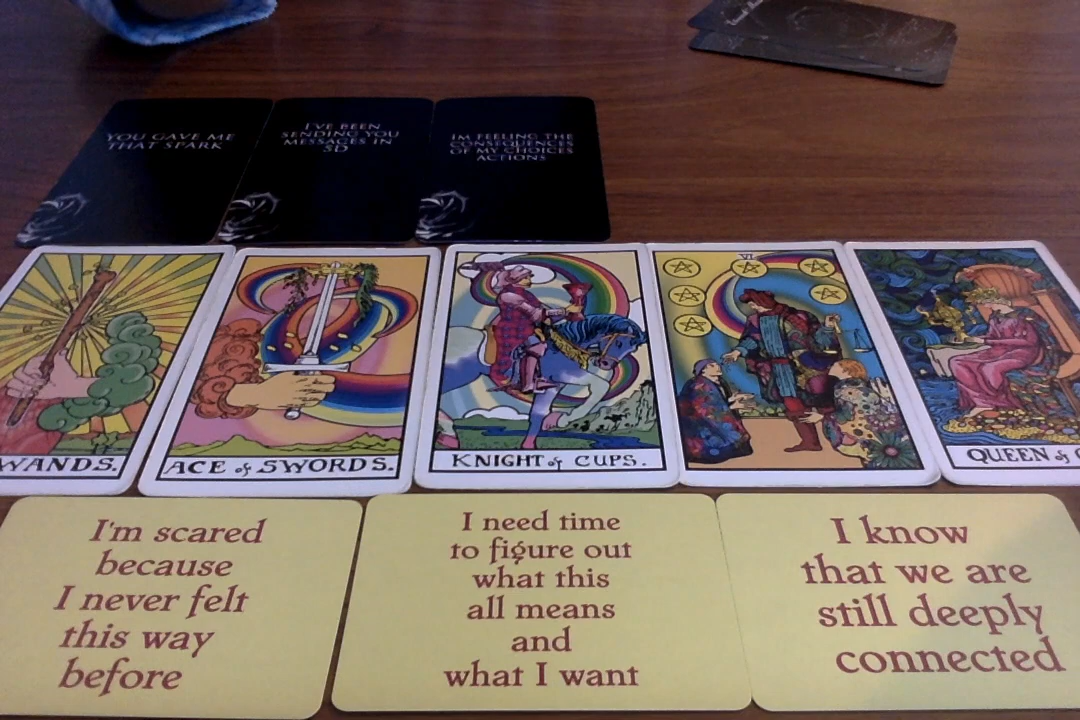 YOU GAVE ME
THAT SPARK
I'VE BEEN
SENDING YOU
MESSAGES IN
5D
IM FEELING THE
CONSEQUENCES
OF MY CHOICES
ACTIONS
WANDS.
ACE of SWORDS.
KNIGHT of CUPS.
VI
QUEEN of C
I'm scared
because
I never felt
this way
before
I need time
to figure out
what this
all means
and
what I want
I know
that we are
still deeply
connected